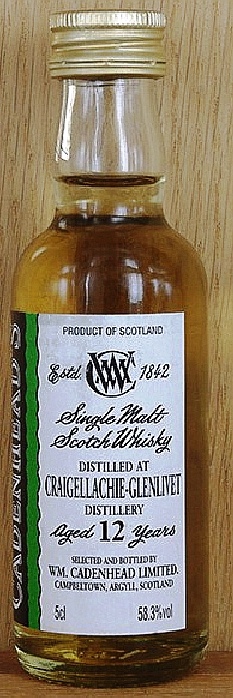 PRODUCT OF SCOTLAND
Estd. WMC 1842
Single Malt
Scotch Whisky
DISTILLED AT
CRAIGELLACHIE-GLENLIVET
DISTILLERY
Aged 12 Years
SELECTED AND BOTTLED BY
WM. CADENHEAD LIMITED.
CAMPBELTOWN, ARGYLL, SCOTLAND
5cl 58.3%vol
CADENHEAD'S